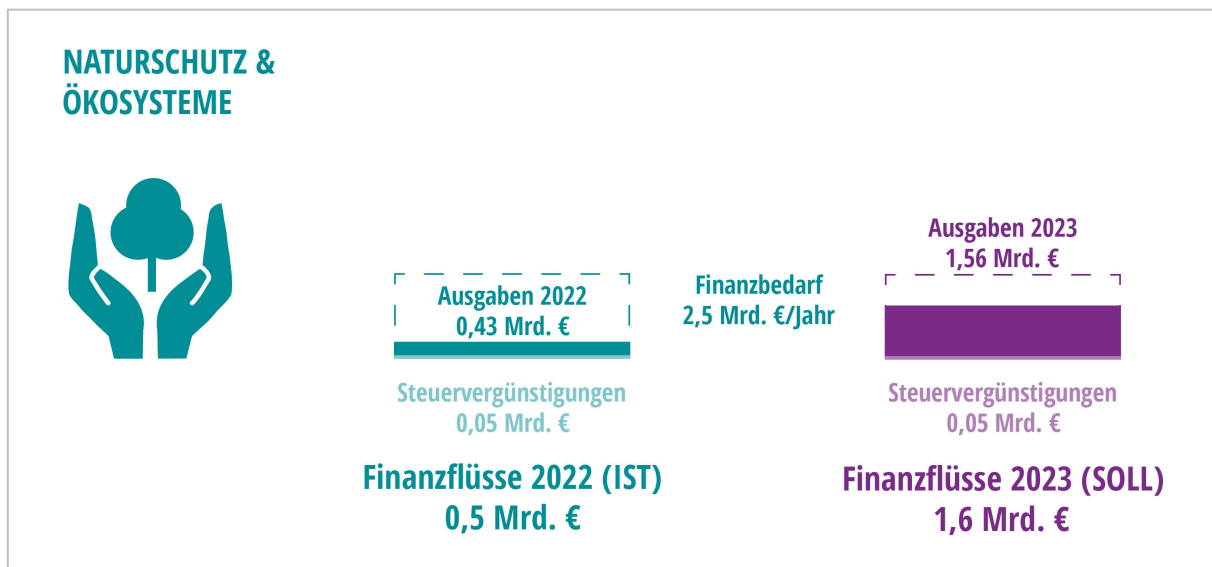 NATURSCHUTZ &
ÖKOSYSTEME
Ausgaben 2022
0,43 Mrd. €
Steuervergünstigungen
0,05 Mrd. €
Finanzflüsse 2022 (IST)
0,5 Mrd. €
Finanzbedarf
2,5 Mrd. €/Jahr
Ausgaben 2023
1,56 Mrd. €
Steuervergünstigungen
0,05 Mrd. €
Finanzflüsse 2023 (SOLL)
1,6 Mrd. €